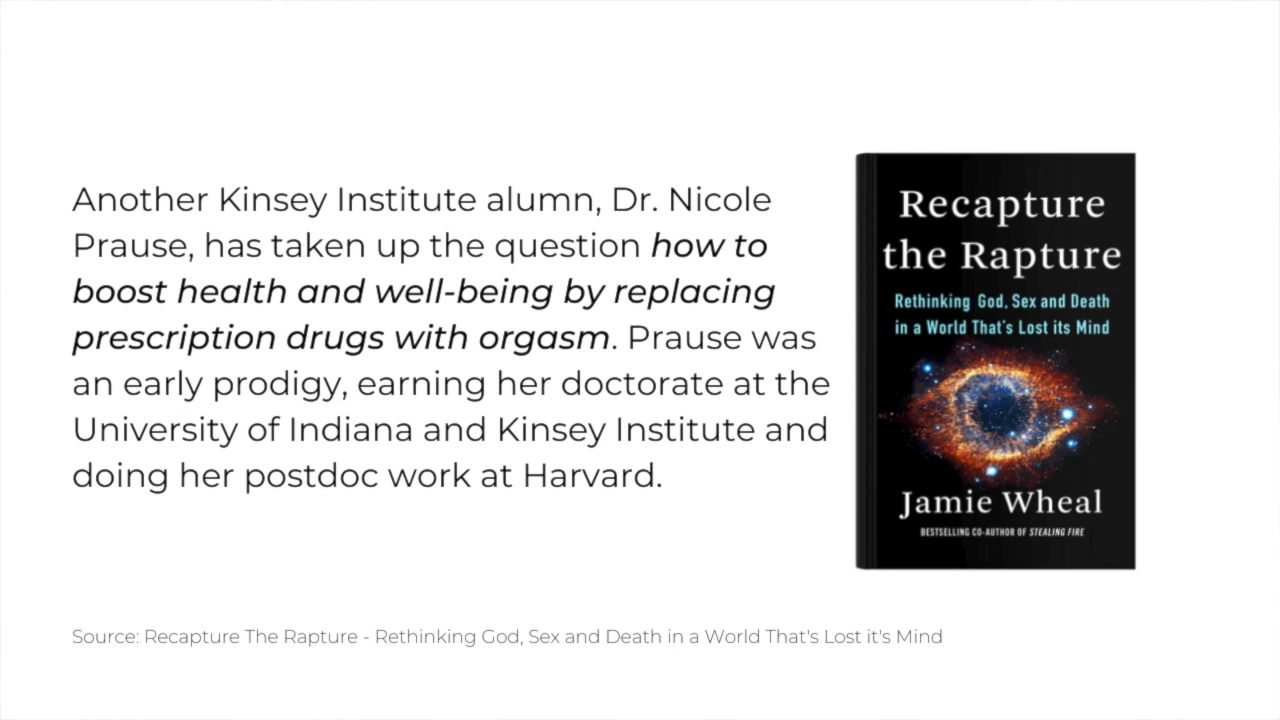 Another Kinsey Institute alumn, Dr. Nicole
Prause, has taken up the question how to
boost health and well-being by replacing
prescription drugs with orgasm. Prause was
an early prodigy, earning her doctorate at the
University of Indiana and Kinsey Institute and
doing her postdoc work at Harvard.
Recapture
the Rapture
Rethinking God, Sex and Death
in a World That's Lost its Mind
Jamie Wheal
BESTSELLING CO-AUTHOR OF STEALING FIRE
Source: Recapture The Rapture - Rethinking God, Sex and Death in a World That's Lost it's Mind